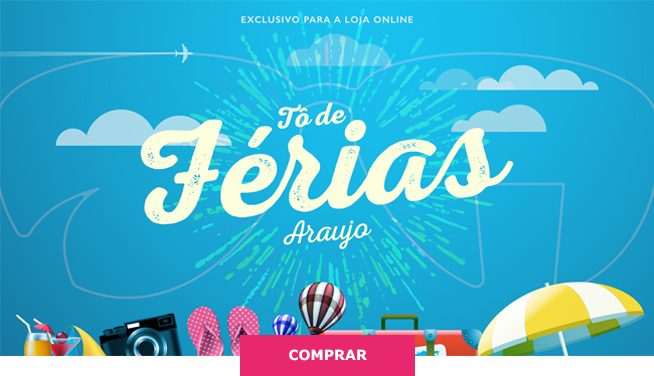 EXCLUSIVO PARA A LOJA ONLINE
Tô de
Férias
Araujo
COMPRAR